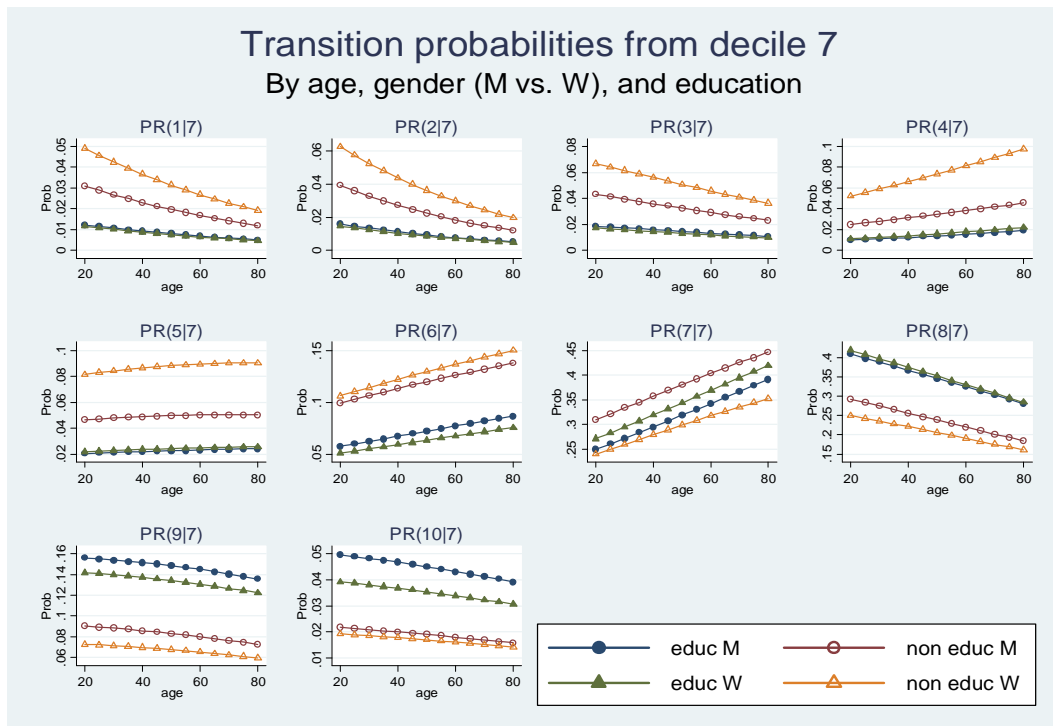 Transition probabilities from decile 7
By age, gender (M vs. W), and education
PR(1|7)
Prob
0 .01 .02 .03 .04 .05
20 40 60 80
age
PR(2|7)
Prob
0 .02 .04 .06
20 40 60 80
age
PR(3|7)
Prob
0 .02 .04 .06 .08
20 40 60 80
age
PR(4|7)
Prob
0 .02 .04 .06 .08 .1
20 40 60 80
age
PR(5|7)
Prob
.02 .04 .06 .08 .1
20 40 60 80
age
PR(6|7)
Prob
.05 .1 .15
20 40 60 80
age
PR(7|7)
Prob
.25 .3 .35 .4 .45
20 40 60 80
age
PR(8|7)
Prob
.15 .2 .25 .3 .35 .4
20 40 60 80
age
PR(9|7)
Prob
.06 .08 .1 .12 .14 .16
20 40 60 80
age
PR(10|7)
Prob
.01 .02 .03 .04 .05
20 40 60 80
age
educ M non educ M
educ W non educ W